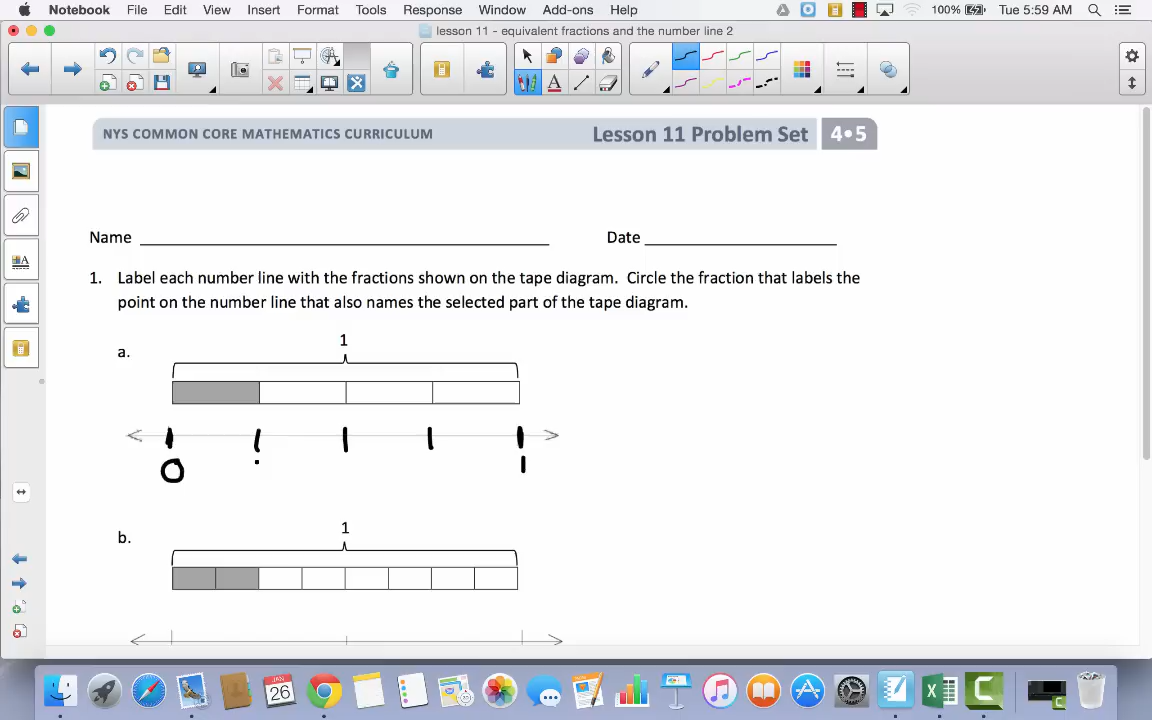 Notebook File Edit View Insert Format Tools Response Window Add-ons Help 100% Tue 5:59 AM
lesson 11 - equivalent fractions and the number line 2
NYS COMMON CORE MATHEMATICS CURRICULUM Lesson 11 Problem Set 4•5
Name Date
1. Label each number line with the fractions shown on the tape diagram. Circle the fraction that labels the
point on the number line that also names the selected part of the tape diagram.
1
a.
0 1
1
b.
JAN
26